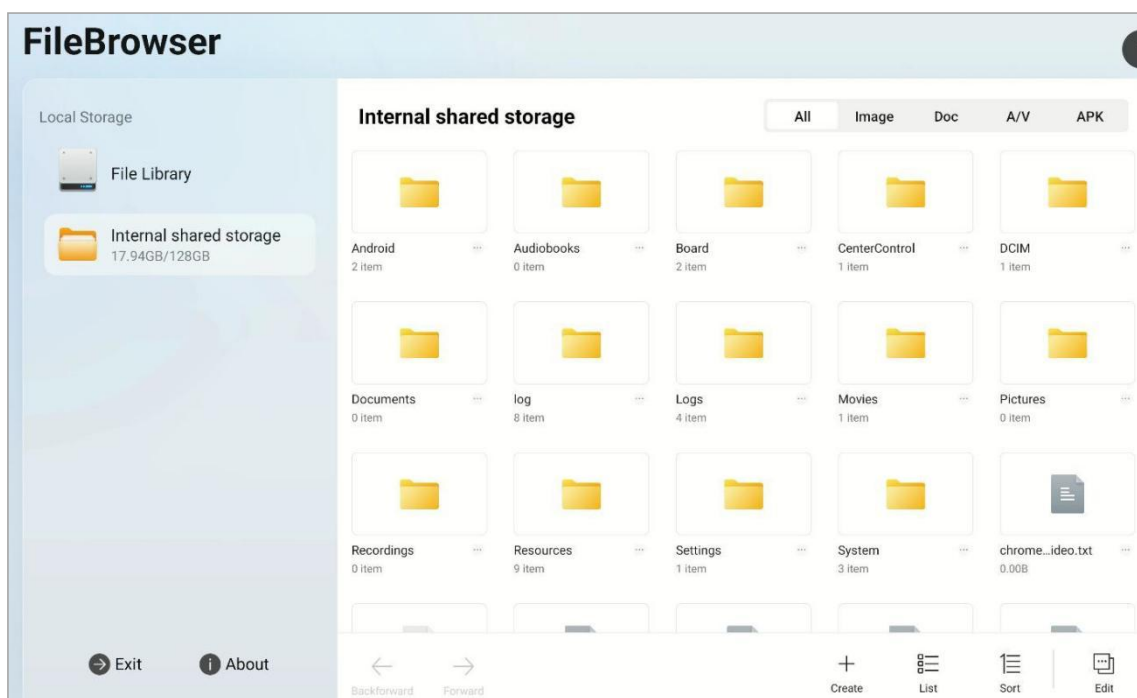 FileBrowser
Local Storage
File Library
Internal shared storage
17.94GB/128GB
Exit
About
Internal shared storage
All Image Doc A/V APK
Android ... Audiobooks ... Board ... CenterControl ... DCIM ...
2 item 0 item 2 item 1 item 1 item
Documents ... log ... Logs ... Movies ... Pictures ...
0 item 8 item 4 item 1 item 0 item
Recordings ... Resources ... Settings ... System ... chrome...ideo.txt ...
0 item 9 item 1 item 3 item 0.00B
Backforward Forward Create List Sort Edit